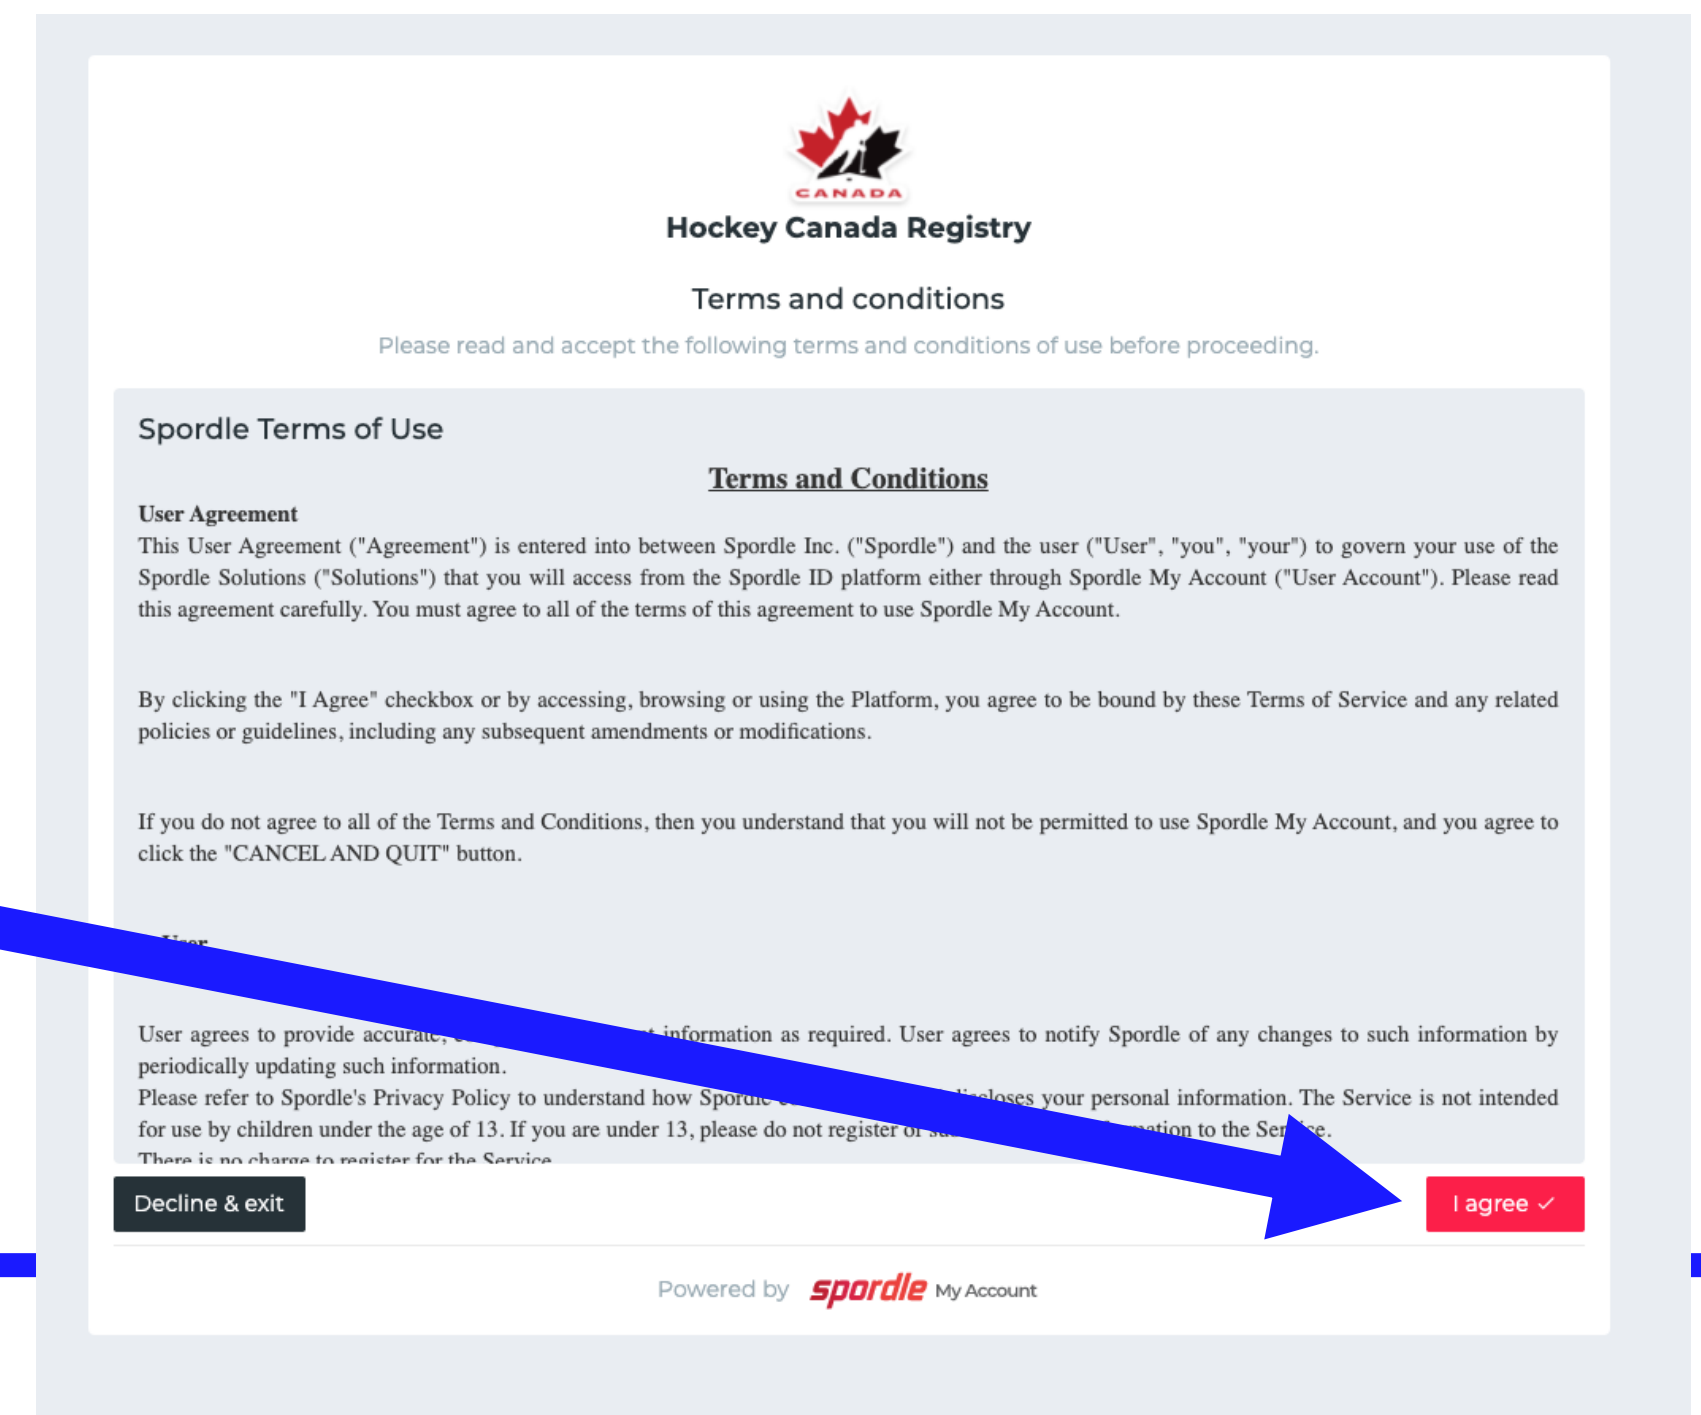 CANADA
Hockey Canada Registry
Terms and conditions
Please read and accept the following terms and conditions of use before proceeding.
Spordle Terms of Use
Terms and Conditions
User Agreement
This User Agreement ("Agreement") is entered into between Spordle Inc. ("Spordle") and the user ("User", "you", "your") to govern your use of the
Spordle Solutions ("Solutions") that you will access from the Spordle ID platform either through Spordle My Account ("User Account"). Please read
this agreement carefully. You must agree to all of the terms of this agreement to use Spordle My Account.
By clicking the "I Agree" checkbox or by accessing, browsing or using the Platform, you agree to be bound by these Terms of Service and any related
policies or guidelines, including any subsequent amendments or modifications.
If you do not agree to all of the Terms and Conditions, then you understand that you will not be permitted to use Spordle My Account, and you agree to
click the "CANCEL AND QUIT" button.
User
User agrees to provide accurate, information as required. User agrees to notify Spordle of any changes to such information by
periodically updating such information.
Please refer to Spordle's Privacy Policy to understand how Spordle discloses your personal information. The Service is not intended
for use by children under the age of 13. If you are under 13, please do not register or to the Service.
There is no charge to register for the Service
Decline & exit
I agree ✓
Powered by spordle My Account